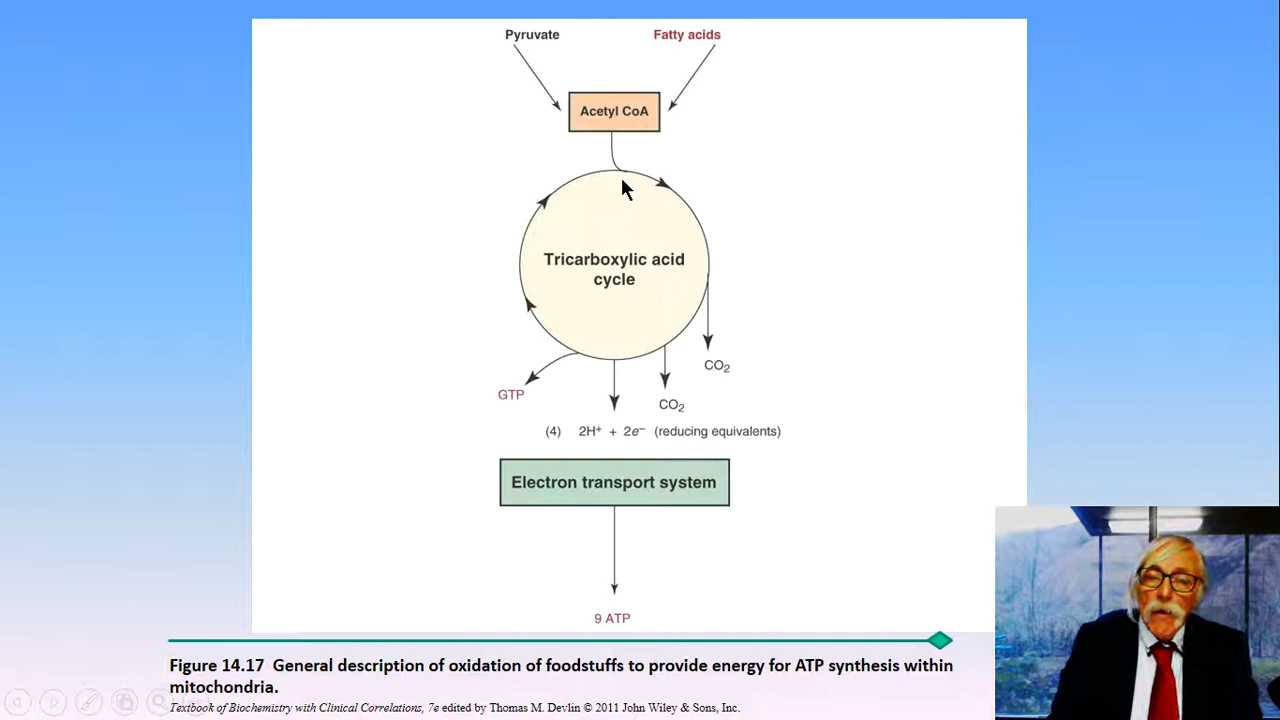 Pyruvate
Fatty acids
Acetyl CoA
Tricarboxylic acid
cycle
CO₂
GTP
CO₂
(4) 2H⁺ + 2e⁻ (reducing equivalents)
Electron transport system
9 ATP
Figure 14.17 General description of oxidation of foodstuffs to provide energy for ATP synthesis within
mitochondria.
Textbook of Biochemistry with Clinical Correlations, 7e edited by Thomas M. Devlin © 2011 John Wiley & Sons, Inc.